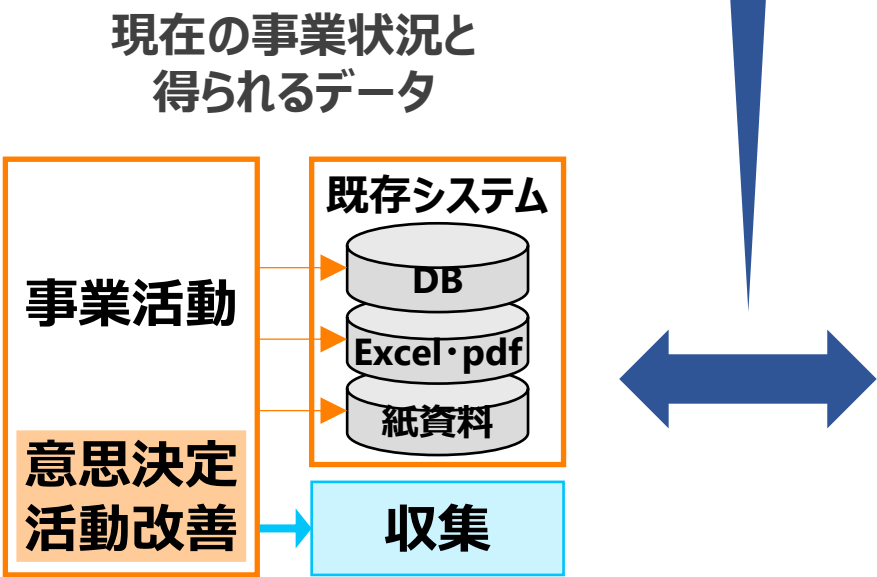 現在の事業状況と
得られるデータ
事業活動
意思決定
活動改善
既存システム
DB
Excel・pdf
紙資料
収集